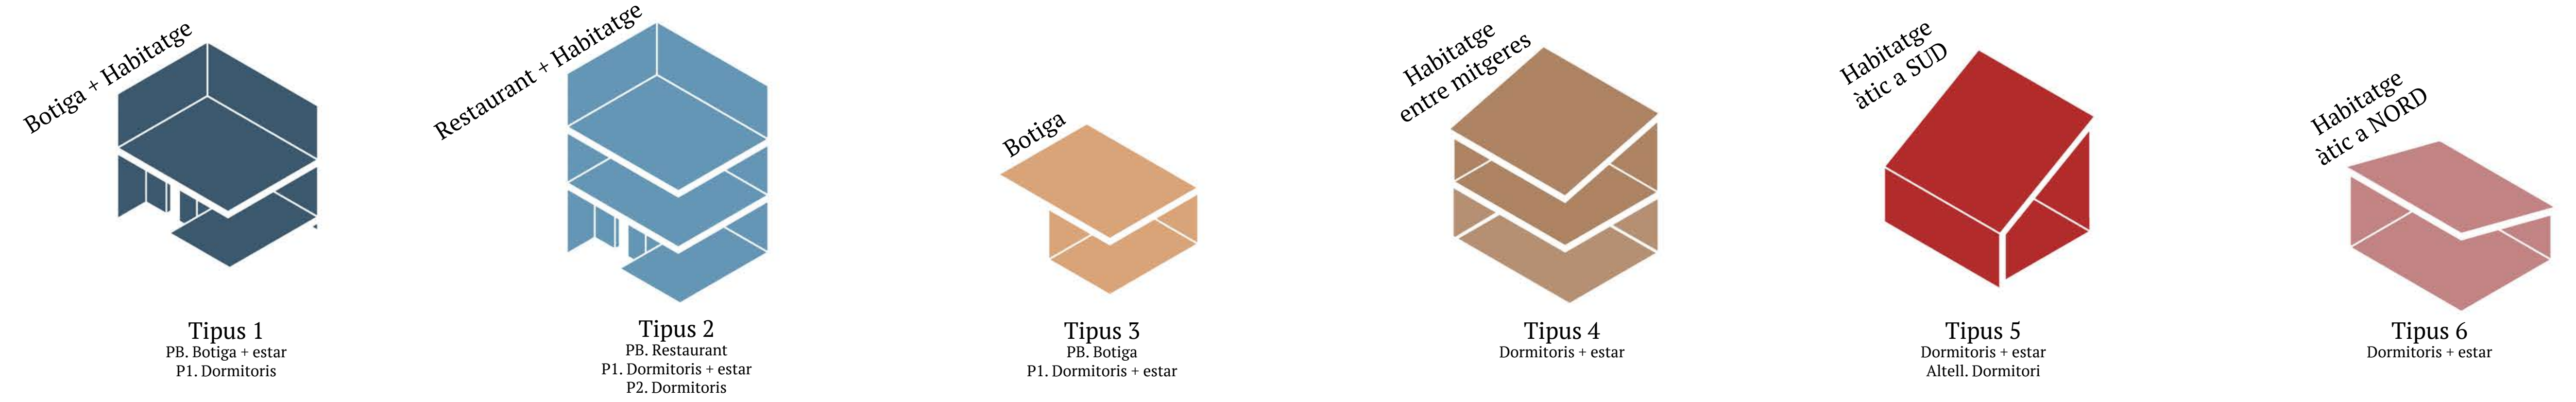 Botiga + Habitatge
Tipus 1
PB. Botiga + estar
P1. Dormitoris
Restaurant + Habitatge
Tipus 2
PB. Restaurant
P1. Dormitoris + estar
P2. Dormitoris
Botiga
Tipus 3
PB. Botiga
P1. Dormitoris + estar
Habitatge
entre mitgeres
Tipus 4
Dormitoris + estar
Habitatge
àtic a SUD
Tipus 5
Dormitoris + estar
Altell. Dormitori
Habitatge
àtic a NORD
Tipus 6
Dormitoris + estar